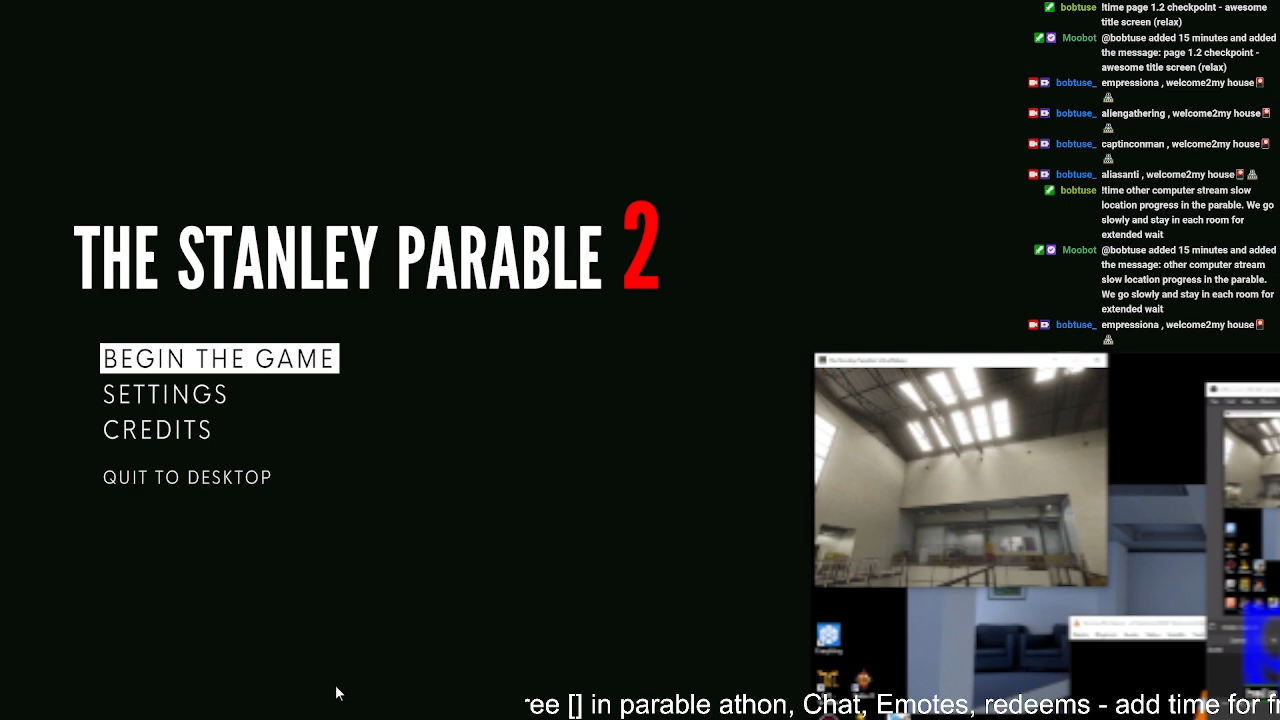 bobtuse !time page 1.2 checkpoint - awesome
title screen (relax)
Moobot @bobtuse added 15 minutes and added
the message: page 1.2 checkpoint -
awesome title screen (relax)
bobtuse_ empressiona , welcome2my house
bobtuse_ aliengathering , welcome2my house
bobtuse_ captinconman , welcome2my house
bobtuse_ aliasanti , welcome2my house
bobtuse !time other computer stream slow
location progress in the parable. We go
slowly and stay in each room for
extended wait
Moobot @bobtuse added 15 minutes and added
the message: other computer stream
slow location progress in the parable.
We go slowly and stay in each room for
extended wait
bobtuse_ empressiona , welcome2my house
THE STANLEY PARABLE 2
BEGIN THE GAME
SETTINGS
CREDITS
QUIT TO DESKTOP
ee [] in parable athon, Chat, Emotes, redeems - add time for f